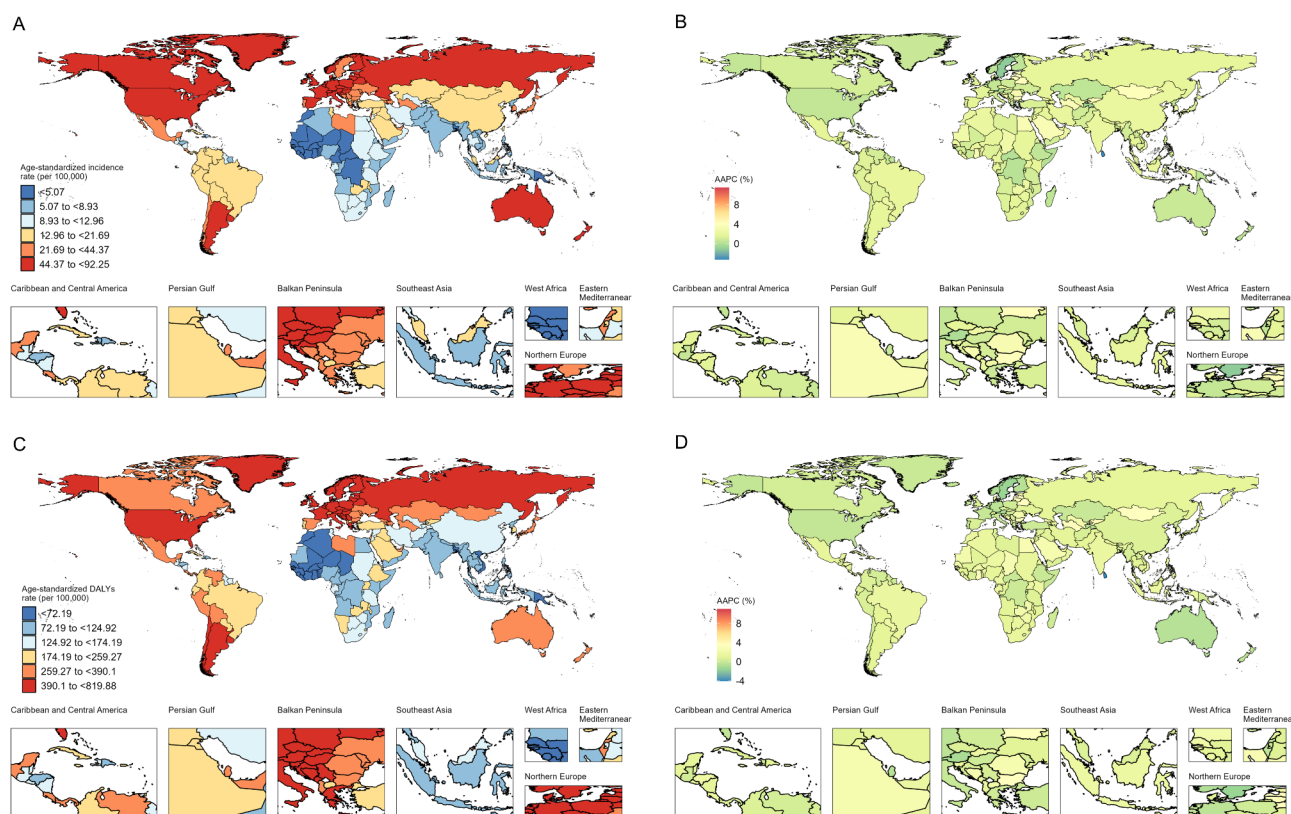 A
Age-standardized incidence
rate (per 100,000)
<5.07
5.07 to <8.93
8.93 to <12.96
12.96 to <21.69
21.69 to <44.37
44.37 to <92.25
Caribbean and Central America
Persian Gulf
Balkan Peninsula
Southeast Asia
West Africa
Eastern
Mediterranean
Northern Europe
B
AAPC (%)
8
4
0
Caribbean and Central America
Persian Gulf
Balkan Peninsula
Southeast Asia
West Africa
Eastern
Mediterranean
Northern Europe
C
Age-standardized DALYs
rate (per 100,000)
<72.19
72.19 to <124.92
124.92 to <174.19
174.19 to <259.27
259.27 to <390.1
390.1 to <819.88
Caribbean and Central America
Persian Gulf
Balkan Peninsula
Southeast Asia
West Africa
Eastern
Mediterranean
Northern Europe
D
AAPC (%)
8
4
0
-4
Caribbean and Central America
Persian Gulf
Balkan Peninsula
Southeast Asia
West Africa
Eastern
Mediterranean
Northern Europe